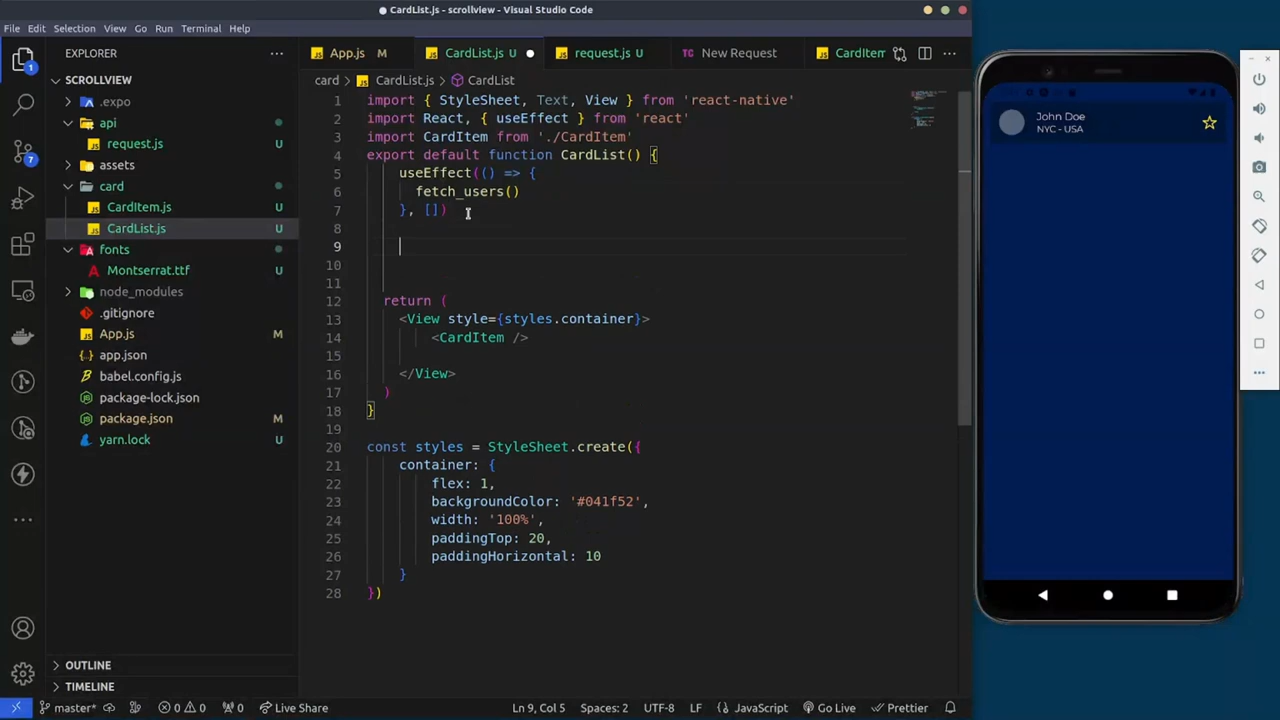 CardList.js - scrollview - Visual Studio Code
File Edit Selection View Go Run Terminal Help
EXPLORER
SCROLLVIEW
.expo
api
request.js U
assets
card
CardItem.js U
CardList.js U
fonts
Montserrat.ttf U
node_modules
.gitignore
App.js M
app.json
babel.config.js
package-lock.json
package.json M
yarn.lock U
OUTLINE
TIMELINE
1
7
App.js M CardList.js U request.js U New Request CardItem
card CardList.js CardList
1 import { StyleSheet, Text, View } from 'react-native'
2 import React, { useEffect } from 'react'
3 import CardItem from './CardItem'
4 export default function CardList() {
5 useEffect(() => {
6 fetch_users()
7 }, [])
8
9
10
11
12 return (
13 <View style={styles.container}>
14 <CardItem />
15
16 </View>
17 )
18 }
19
20 const styles = StyleSheet.create({
21 container: {
22 flex: 1,
23 backgroundColor: '#041f52',
24 width: '100%',
25 paddingTop: 20,
26 paddingHorizontal: 10
27 }
28 })
John Doe
NYC - USA
master* 0 0 0 Live Share Ln 9, Col 5 Spaces: 2 UTF-8 LF JavaScript Go Live Prettier